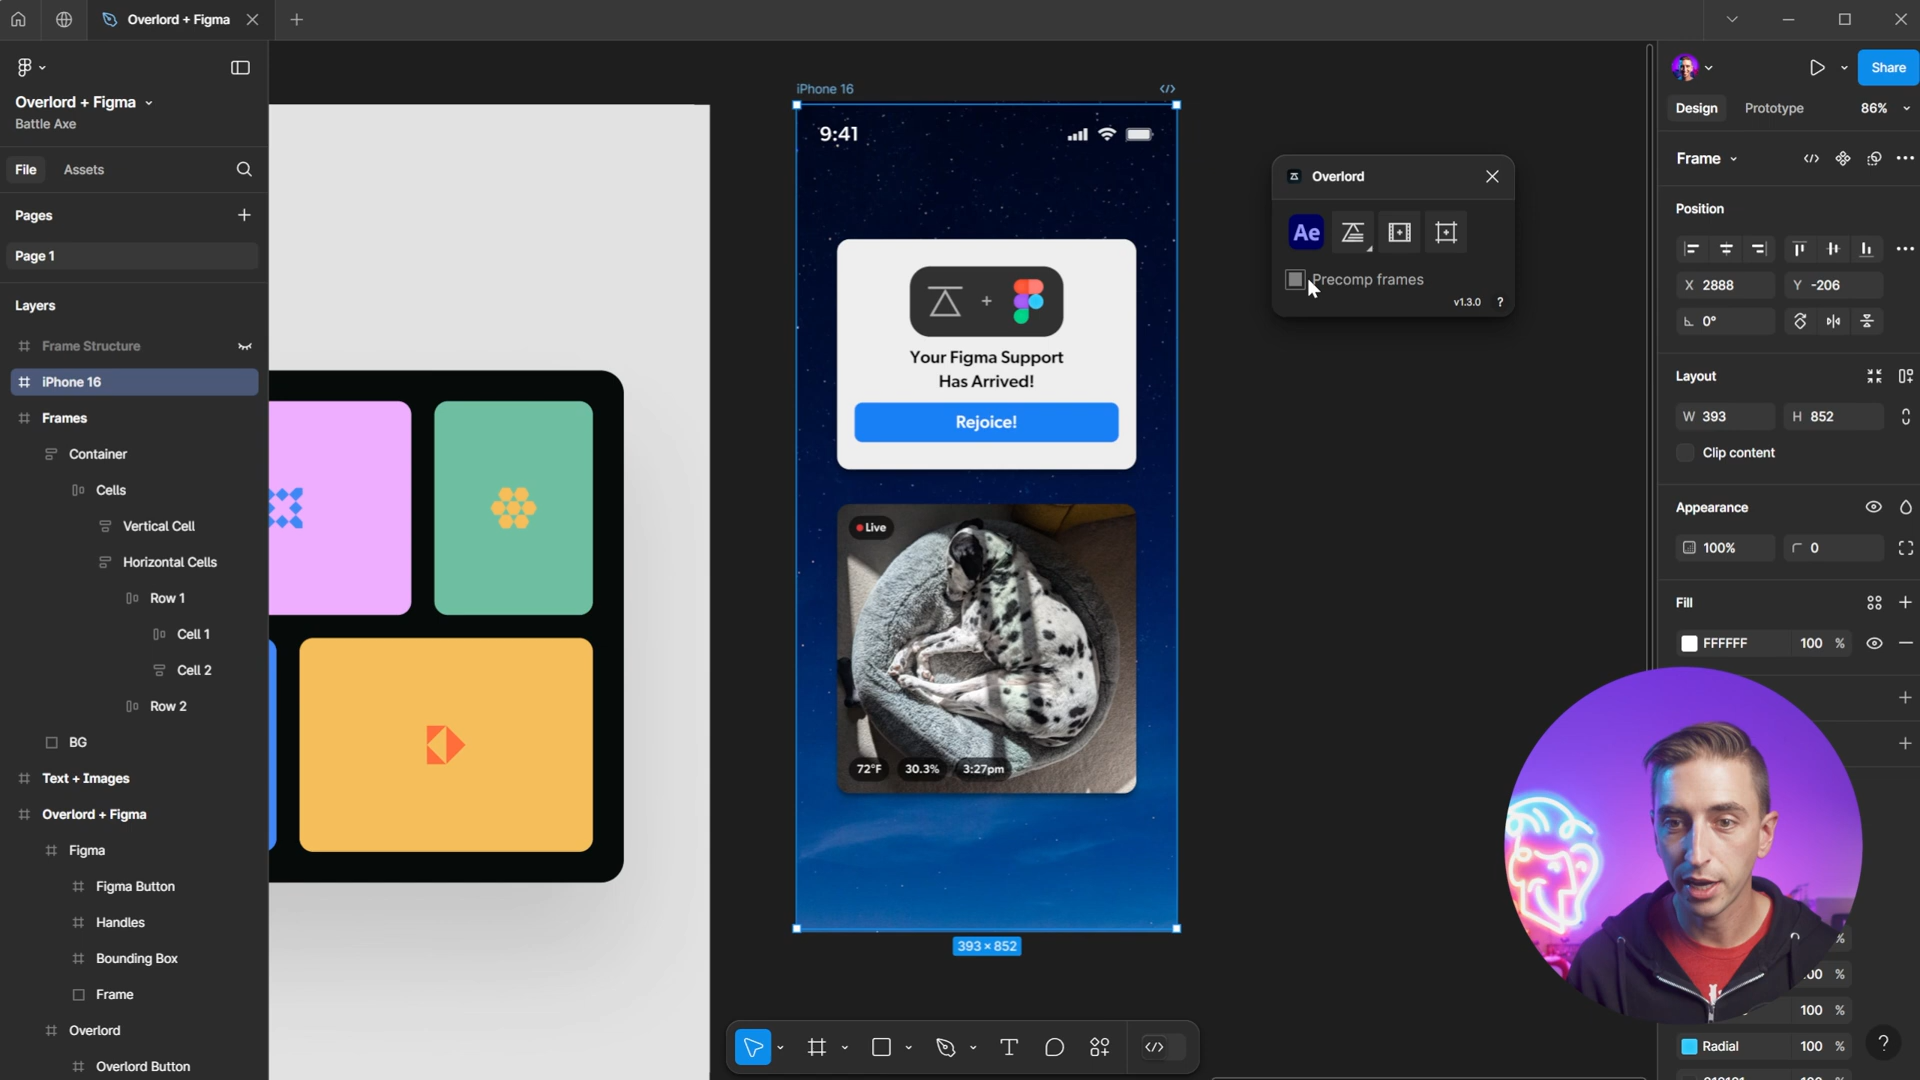 Overlord + Figma
Overlord + Figma
Battle Axe
File
Assets
Pages
Page 1
Layers
Frame Structure
iPhone 16
Frames
Container
Cells
Vertical Cell
Horizontal Cells
Row 1
Cell 1
Cell 2
Row 2
BG
Text + Images
Overlord + Figma
Figma
Figma Button
Handles
Bounding Box
Frame
Overlord
Overlord Button
iPhone 16
9:41
+
Your Figma Support
Has Arrived!
Rejoice!
Live
72°F
30.3%
3:27pm
393 × 852
Overlord
Ae
Precomp frames
v1.3.0
?
Share
Design
Prototype
86%
Frame
Position
X 2888
Y -206
0°
Layout
W 393
H 852
Clip content
Appearance
100%
0
Fill
FFFFFF 100 %
%
00 %
100 %
Radial 100 %
?